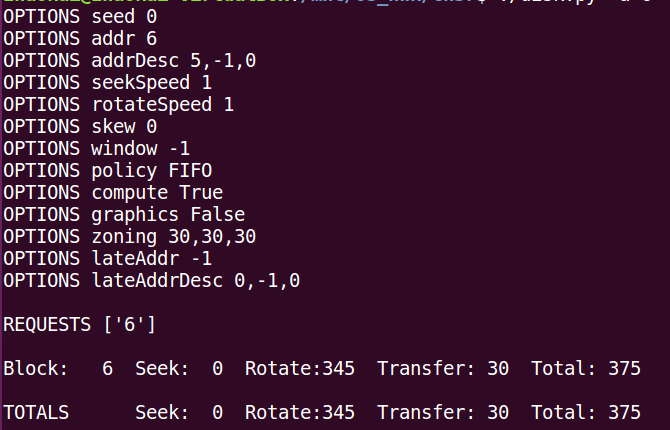 OPTIONS seed 0
OPTIONS addr 6
OPTIONS addrDesc 5,-1,0
OPTIONS seekSpeed 1
OPTIONS rotateSpeed 1
OPTIONS skew 0
OPTIONS window -1
OPTIONS policy FIFO
OPTIONS compute True
OPTIONS graphics False
OPTIONS zoning 30,30,30
OPTIONS lateAddr -1
OPTIONS lateAddrDesc 0,-1,0
REQUESTS ['6']
Block:   6  Seek:  0  Rotate:345  Transfer: 30  Total: 375
TOTALS      Seek:  0  Rotate:345  Transfer: 30  Total: 375